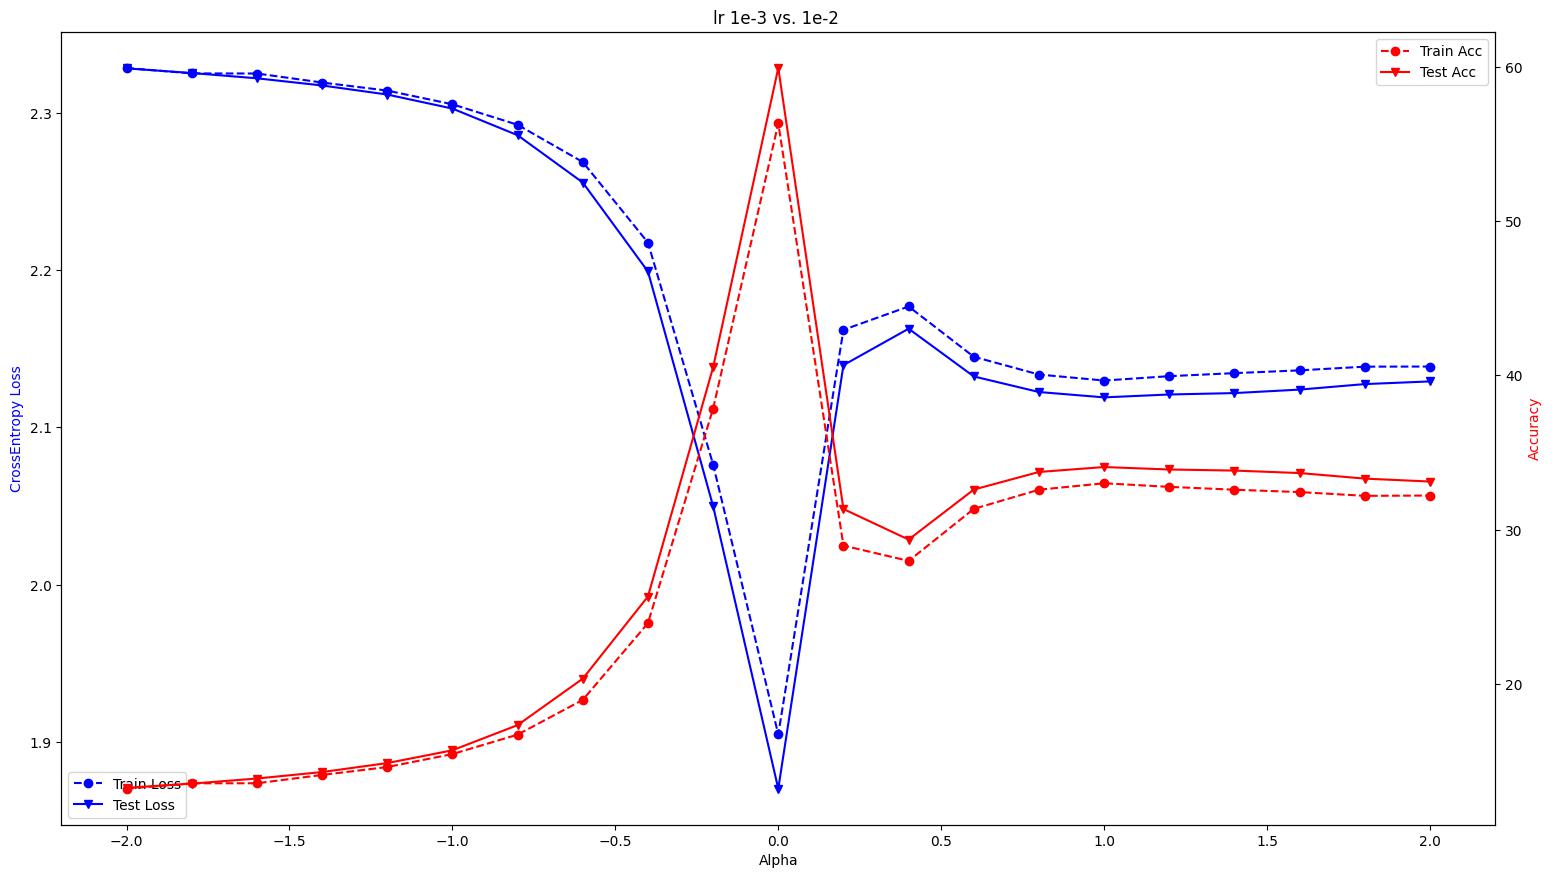 lr 1e-3 vs. 1e-2
Train Acc
Test Acc
60
50
40
30
20
Accuracy
2.3
2.2
2.1
2.0
1.9
CrossEntropy Loss
Train Loss
Test Loss
−2.0 −1.5 −1.0 −0.5 0.0 0.5 1.0 1.5 2.0
Alpha